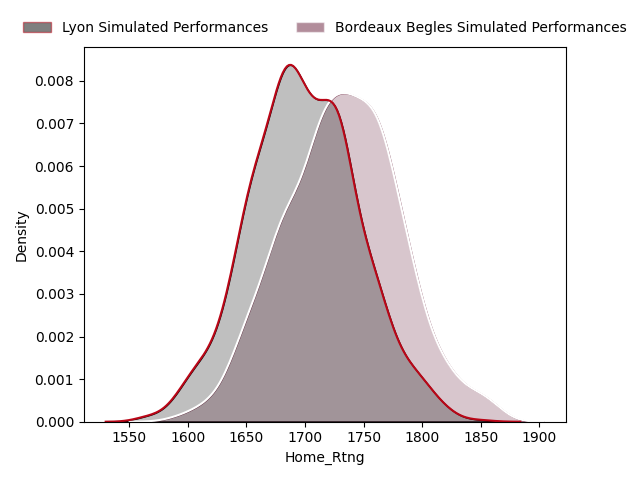 Lyon Simulated Performances Bordeaux Begles Simulated Performances
0.008
0.007
0.006
0.005
0.004
0.003
0.002
0.001
0.000
Density
1550 1600 1650 1700 1750 1800 1850 1900
Home_Rtng